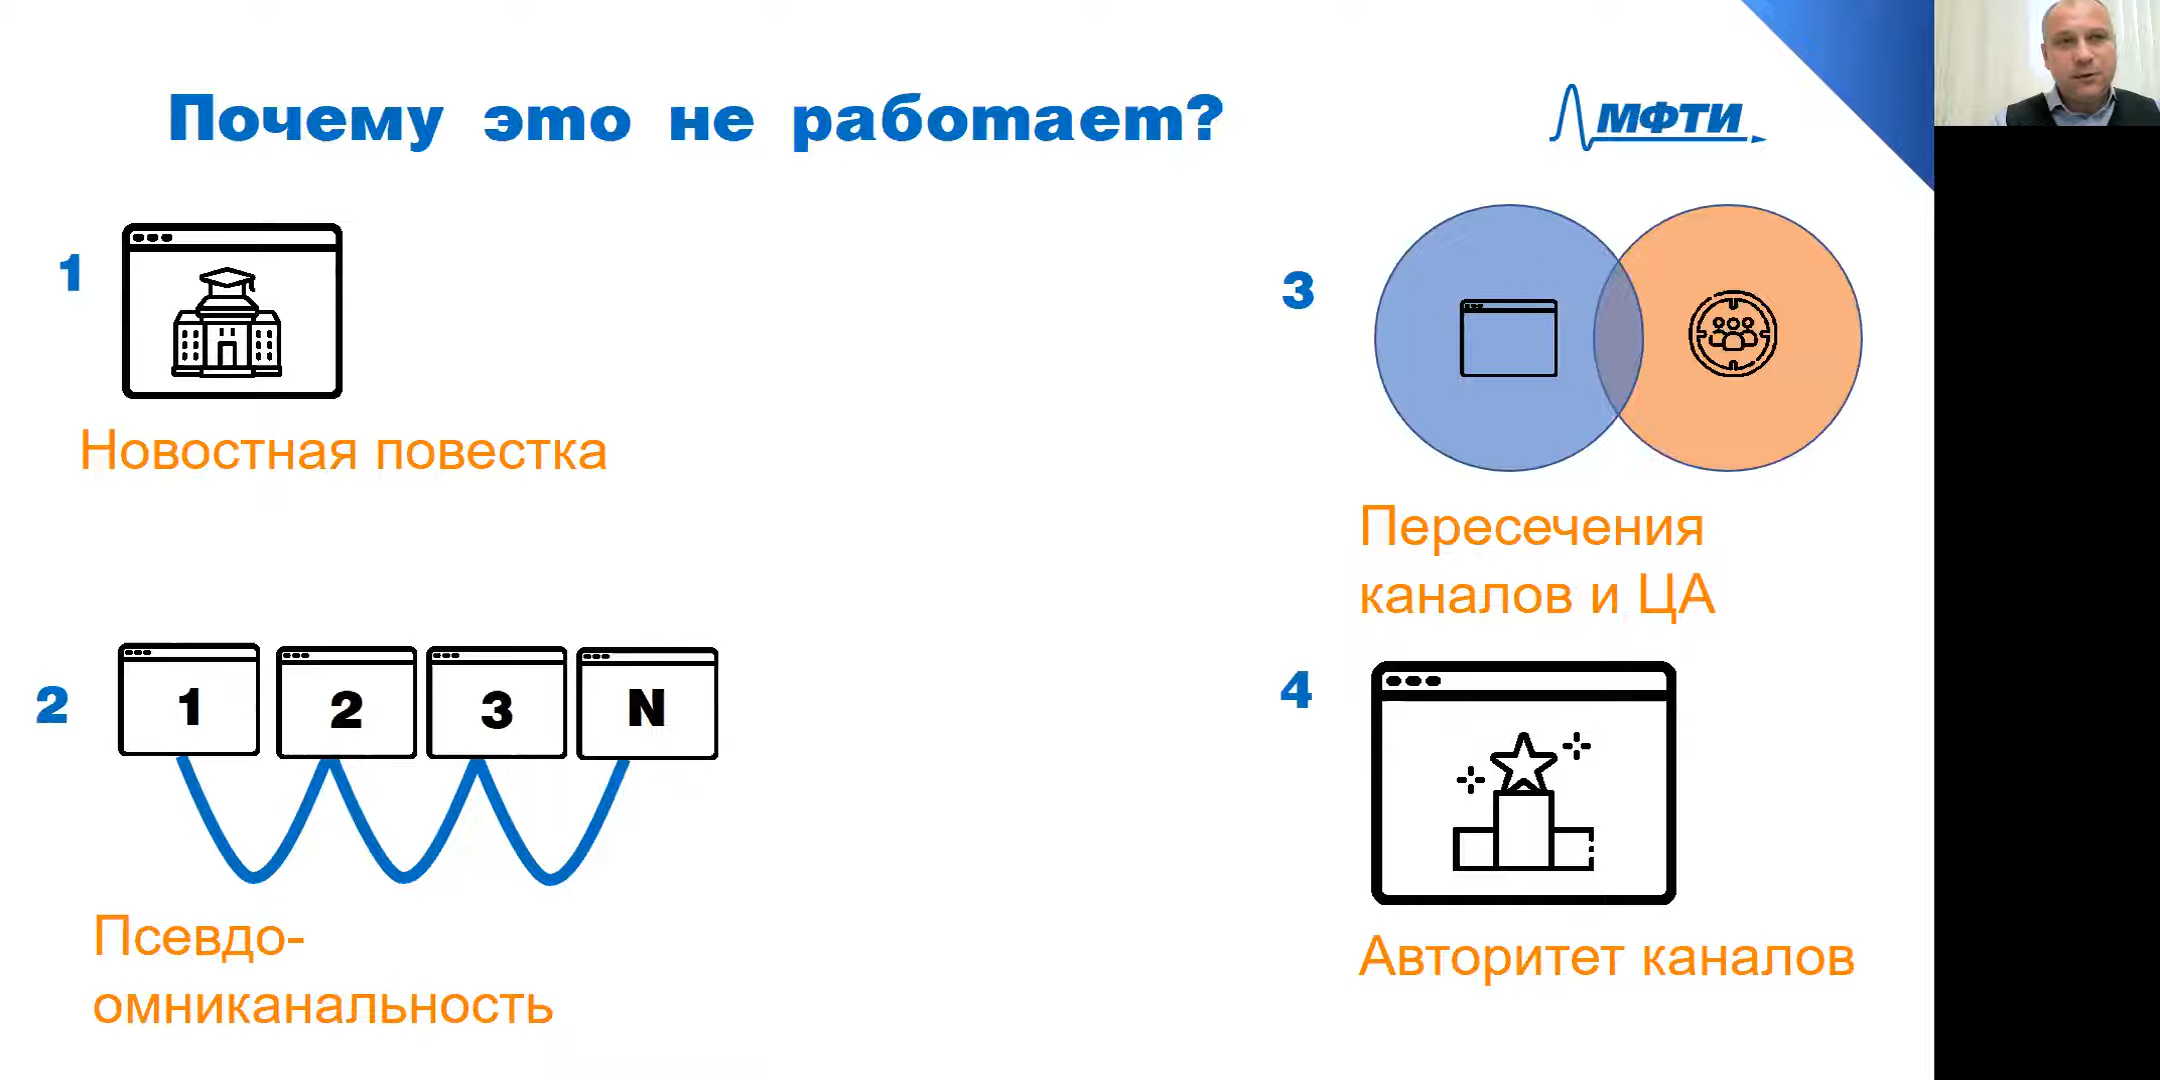 Почему это не работает?
МФТИ
1
Новостная повестка
2
1 2 3 N
Псевдо-
омниканальность
3
Пересечения
каналов и ЦА
4
Авторитет каналов